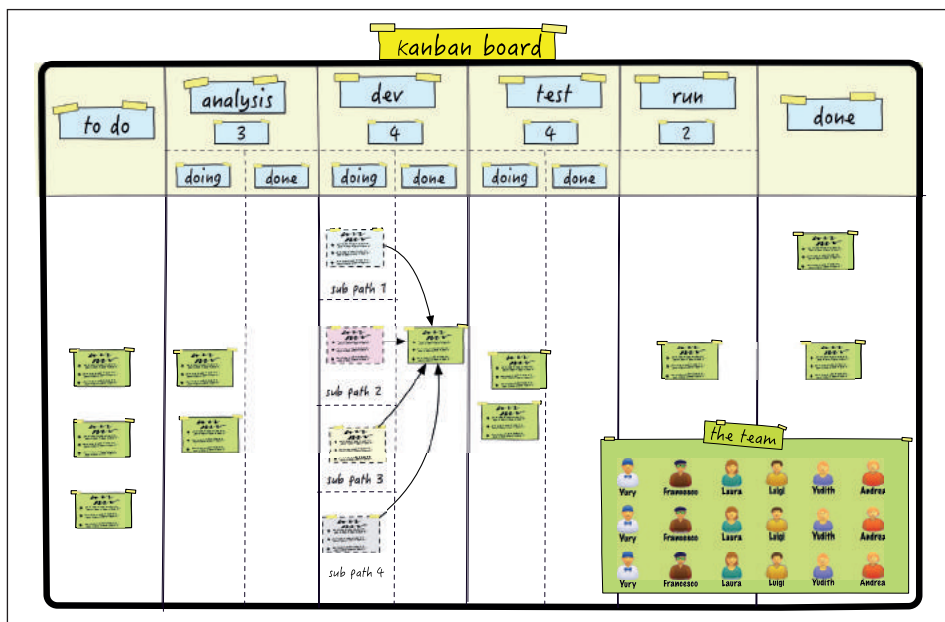 kanban board
to do
analysis
3
doing
done
dev
4
doing
done
test
4
doing
done
run
2
done
sub path 1
sub path 2
sub path 3
sub path 4
the team
Yury Francesco Laura Luigi Yudith Andrea
Yury Francesco Laura Luigi Yudith Andrea
Yury Francesco Laura Luigi Yudith Andrea